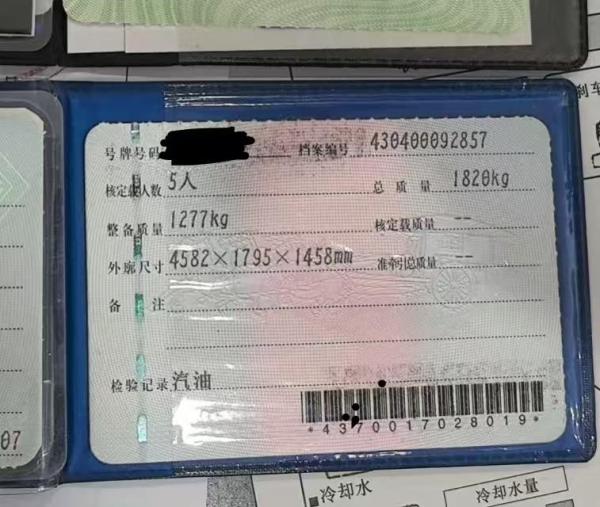 刹车
号牌号码 档案编号 430400092857
核定载人数 5人 总质量 1820kg
整备质量 1277kg 核定载质量 --
外廓尺寸 4582×1795×1458mm 准牵引总质量 --
备注
检验记录 汽油
*4370017028019*
07
冷却水 冷却水量